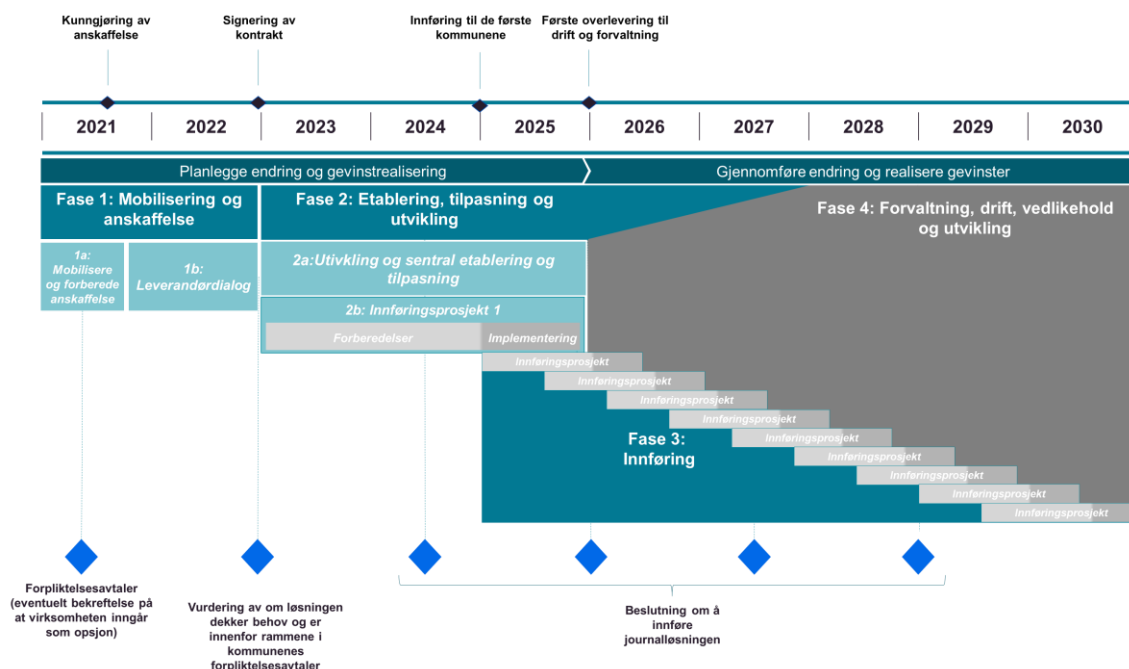 Kunngjøring av
anskaffelse
Signering av
kontrakt
Innføring til de første
kommunene
Første overlevering til
drift og forvaltning
2021
2022
2023
2024
2025
2026
2027
2028
2029
2030
Planlegge endring og gevinstrealisering
Gjennomføre endring og realisere gevinster
Fase 1: Mobilisering og
anskaffelse
Fase 2: Etablering, tilpasning og
utvikling
Fase 4: Forvaltning, drift, vedlikehold
og utvikling
1a:
Mobilisere
og forberede
anskaffelse
1b:
Leverandørdialog
2a:Utivkling og sentral etablering og
tilpasning
2b: Innføringsprosjekt 1
Forberedelser
Implementering
Innføringsprosjekt
Innføringsprosjekt
Innføringsprosjekt
Innføringsprosjekt
Innføringsprosjekt
Innføringsprosjekt
Innføringsprosjekt
Innføringsprosjekt
Innføringsprosjekt
Fase 3:
Innføring
Forpliktelsesavtaler
(eventuelt bekreftelse på
at virksomheten inngår
som opsjon)
Vurdering av om løsningen
dekker behov og er
innenfor rammene i
kommunenes
forpliktelsesavtaler
Beslutning om å
innføre
journalløsningen